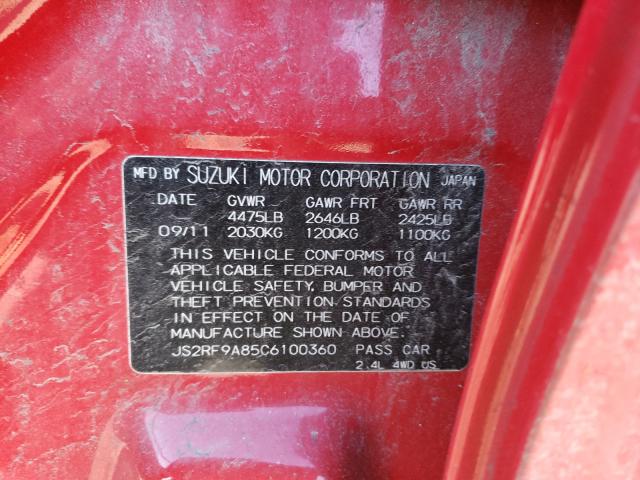 MFD BY SUZUKI MOTOR CORPORATION JAPAN
DATE GVWR GAWR FRT GAWR RR
4475LB 2646LB 2425LB
09/11 2030KG 1200KG 1100KG
THIS VEHICLE CONFORMS TO ALL
APPLICABLE FEDERAL MOTOR
VEHICLE SAFETY, BUMPER AND
THEFT PREVENTION STANDARDS
IN EFFECT ON THE DATE OF
MANUFACTURE SHOWN ABOVE.
JS2RF9A85C6100360 PASS CAR
2.4L 4WD US